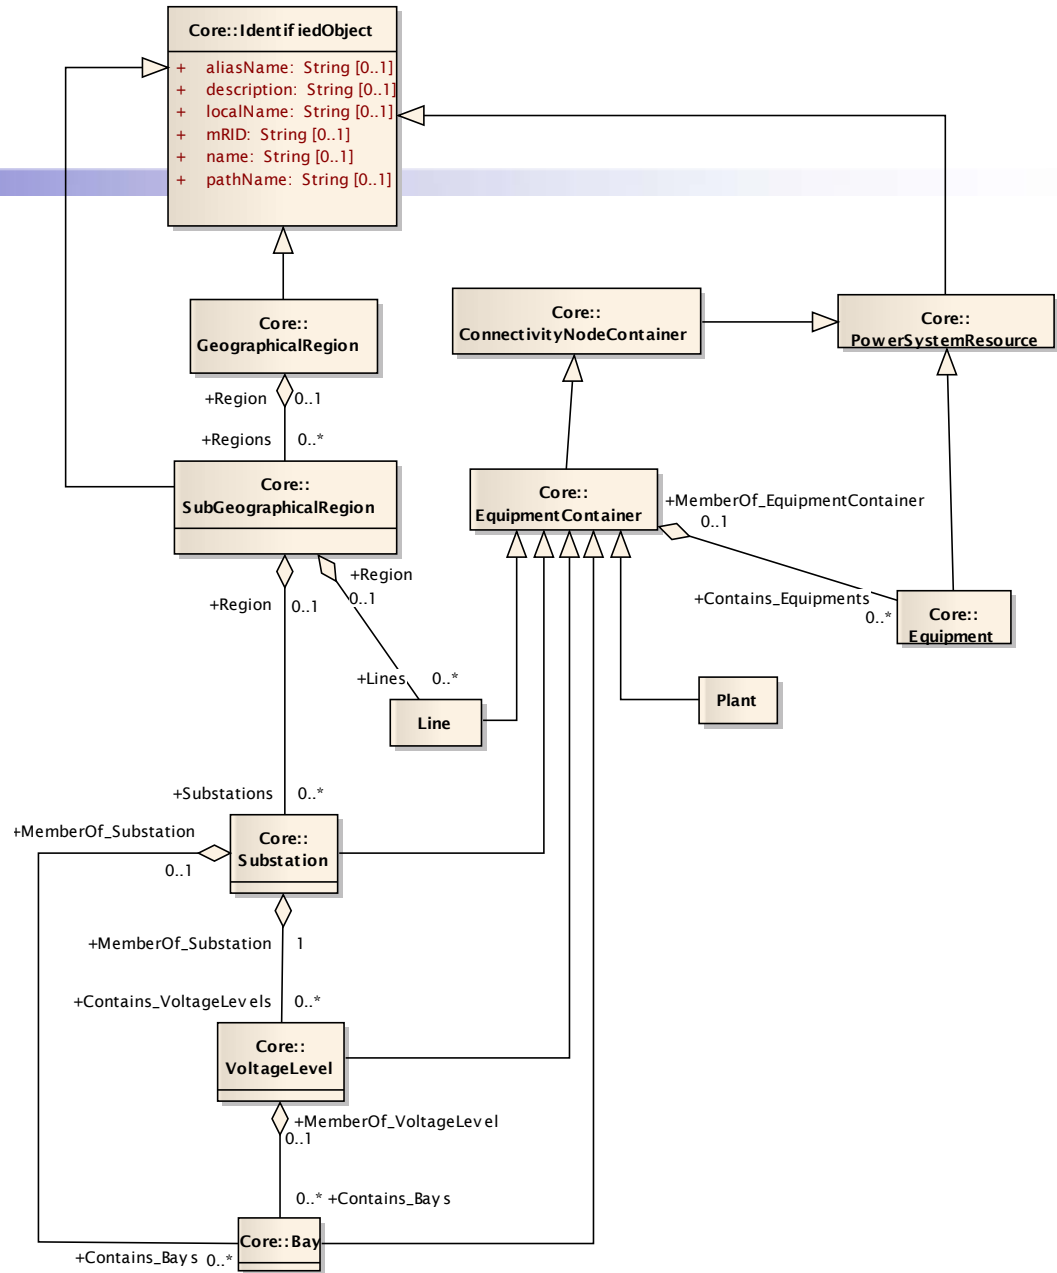 Core::IdentifiedObject
+ aliasName: String [0..1]
+ description: String [0..1]
+ localName: String [0..1]
+ mRID: String [0..1]
+ name: String [0..1]
+ pathName: String [0..1]
Core::
GeographicalRegion
Core::
ConnectivityNodeContainer
Core::
PowerSystemResource
+Region 0..1
+Regions 0..*
Core::
SubGeographicalRegion
Core::
EquipmentContainer
+MemberOf_EquipmentContainer
0..1
+Contains_Equipments
0..*
Core::
Equipment
+Region 0..1
+Region
0..1
+Lines 0..*
Line
Plant
+Substations 0..*
+MemberOf_Substation
0..1
Core::
Substation
+MemberOf_Substation 1
+Contains_VoltageLevels 0..*
Core::
VoltageLevel
+MemberOf_VoltageLevel
0..1
0..* +Contains_Bays
Core::Bay
+Contains_Bays 0..*